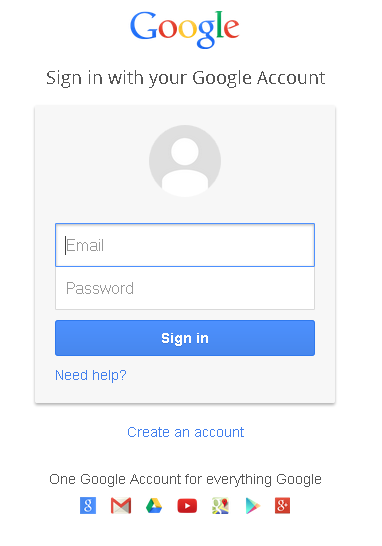 Google
Sign in with your Google Account
Email
Password
Sign in
Need help?
Create an account
One Google Account for everything Google